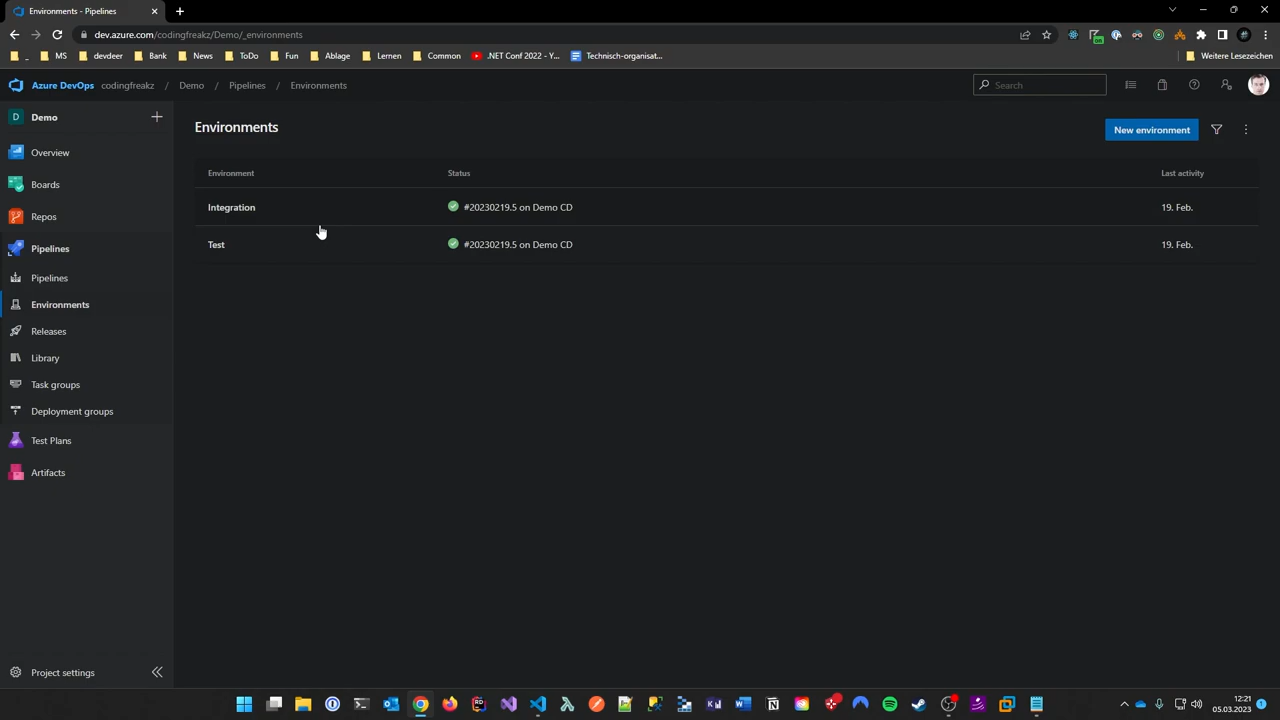 Environments - Pipelines
dev.azure.com/codingfreakz/Demo/_environments
MS
devdeer
Bank
News
ToDo
Fun
Ablage
Lernen
Common
.NET Conf 2022 - Y...
Technisch-organisat...
Weitere Lesezeichen
Azure DevOps codingfreakz / Demo / Pipelines / Environments
Search
D Demo
Overview
Boards
Repos
Pipelines
Pipelines
Environments
Releases
Library
Task groups
Deployment groups
Test Plans
Artifacts
Project settings
Environments
New environment
Environment Status Last activity
Integration #20230219.5 on Demo CD 19. Feb.
Test #20230219.5 on Demo CD 19. Feb.
12:21
05.03.2023